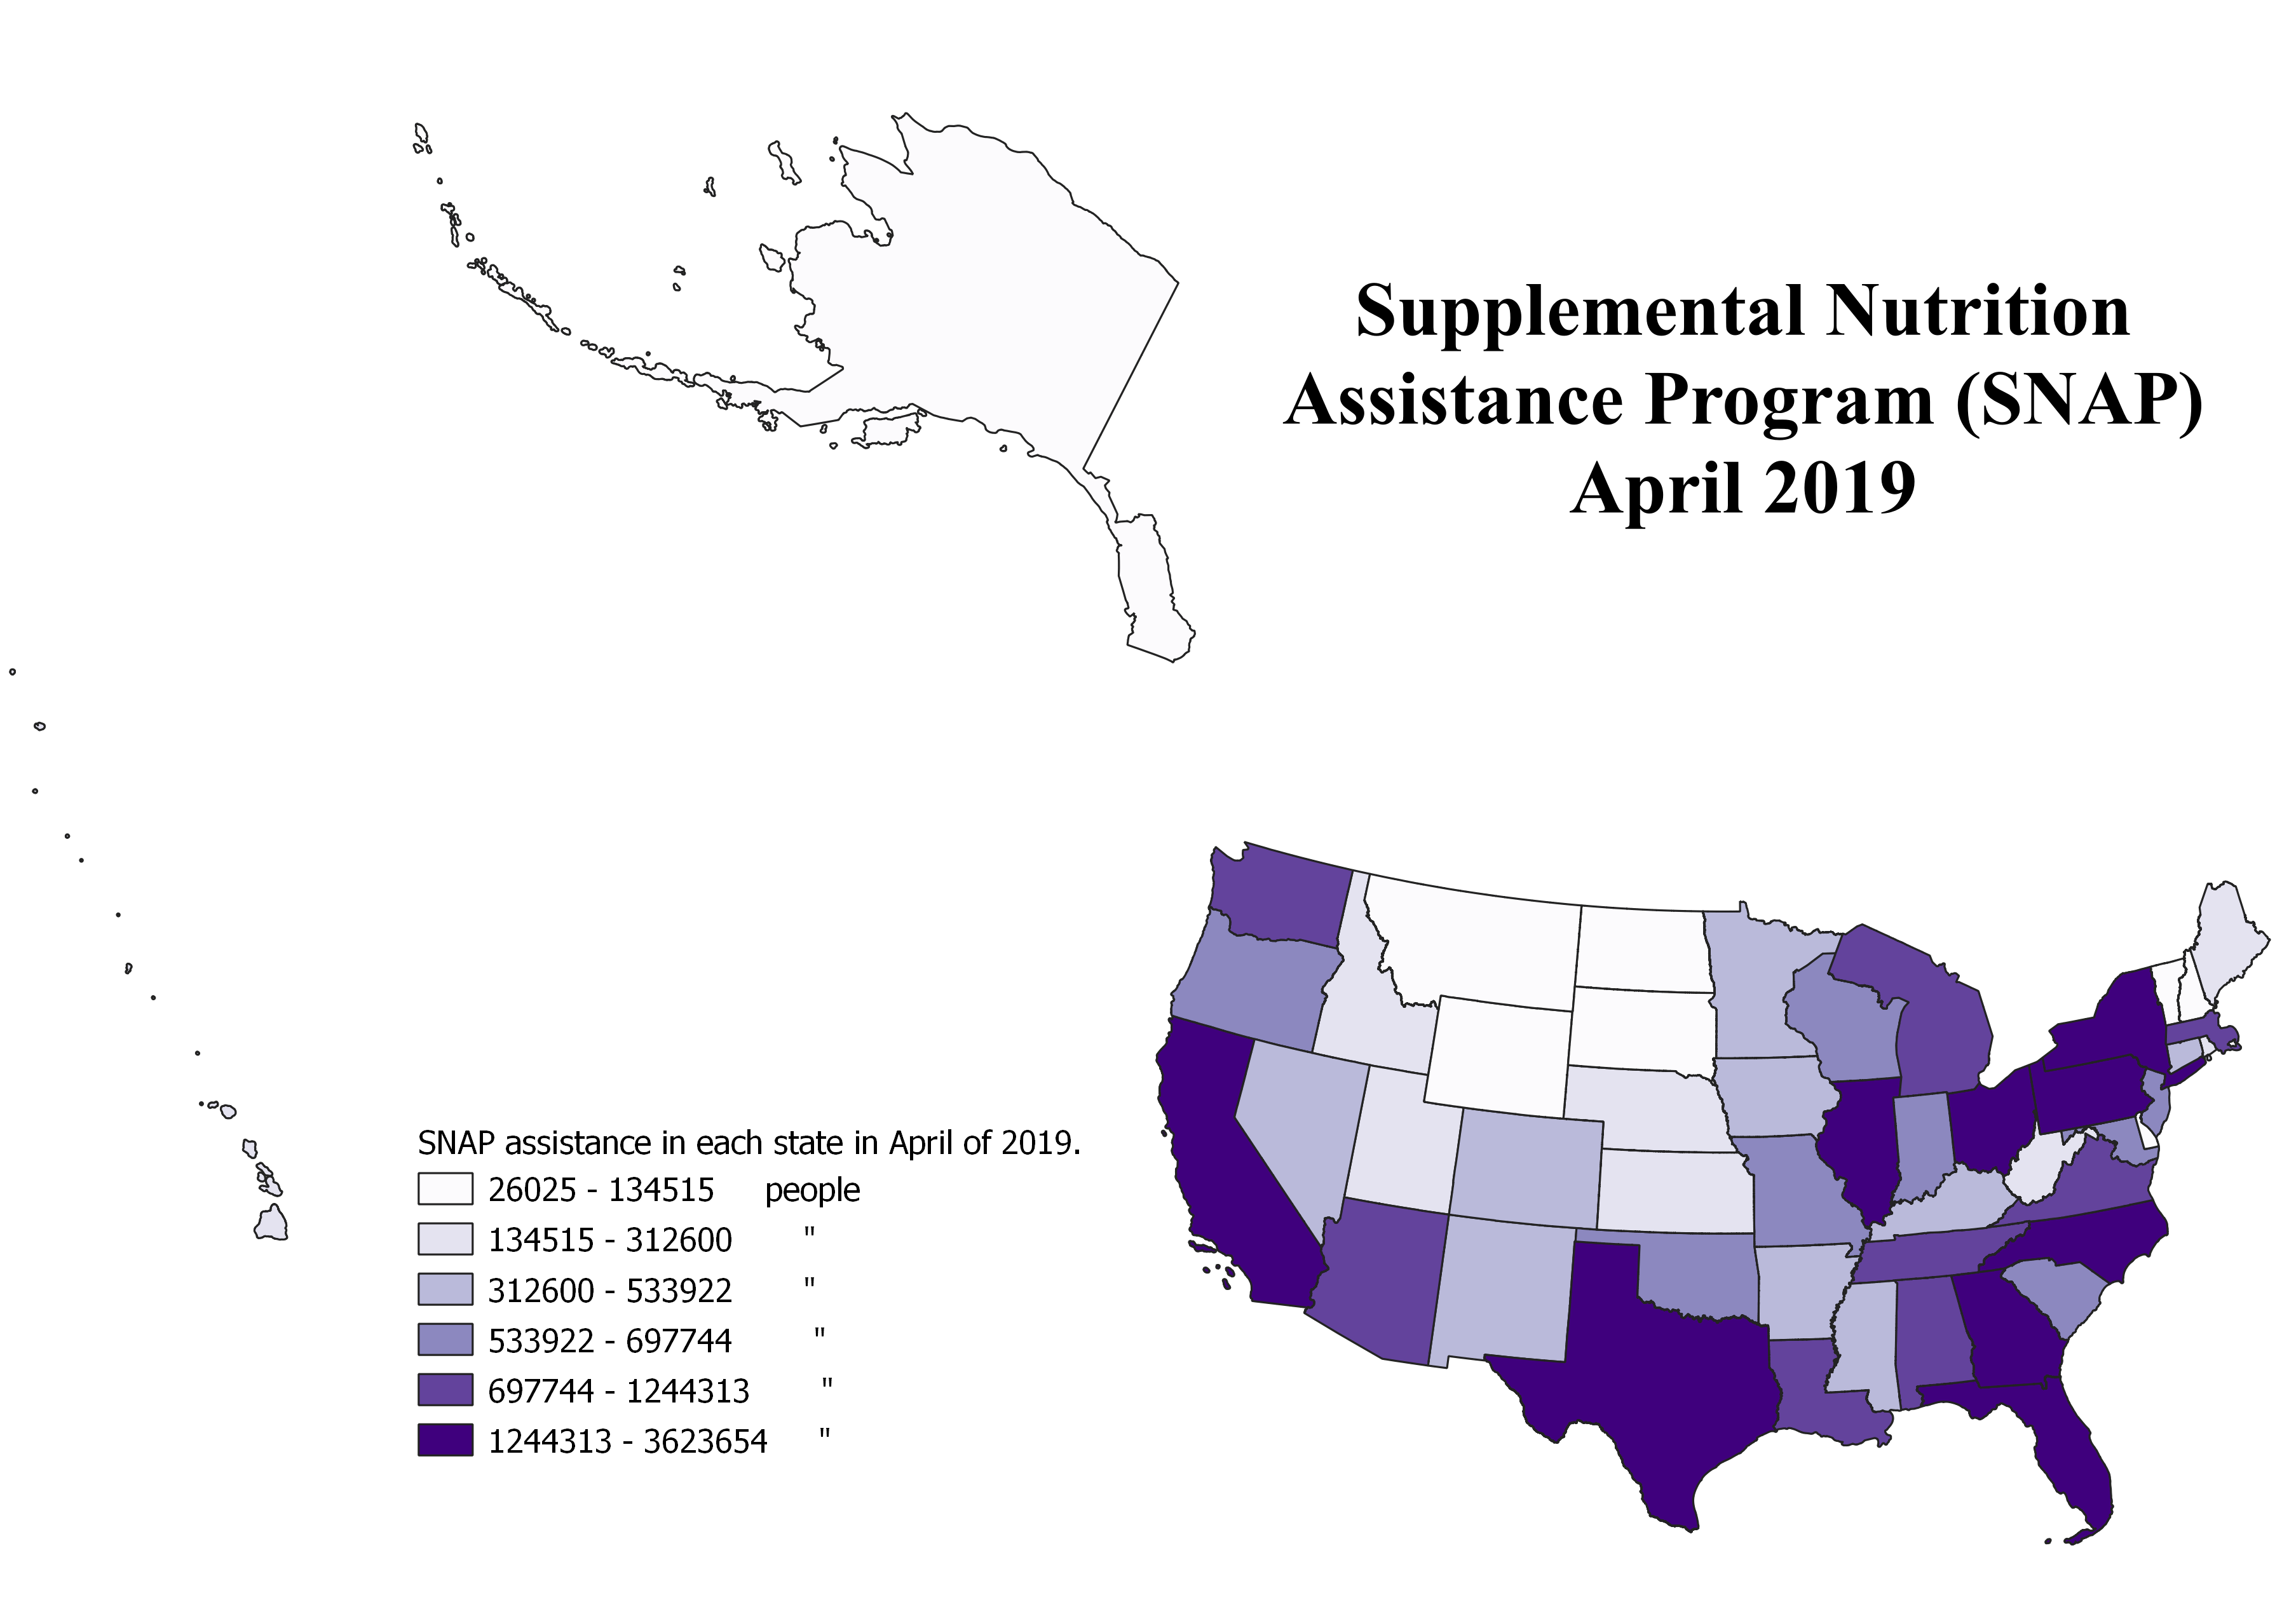 Supplemental Nutrition
Assistance Program (SNAP)
April 2019
SNAP assistance in each state in April of 2019.
26025 - 134515 people
134515 - 312600 "
312600 - 533922 "
533922 - 697744 "
697744 - 1244313 "
1244313 - 3623654 "